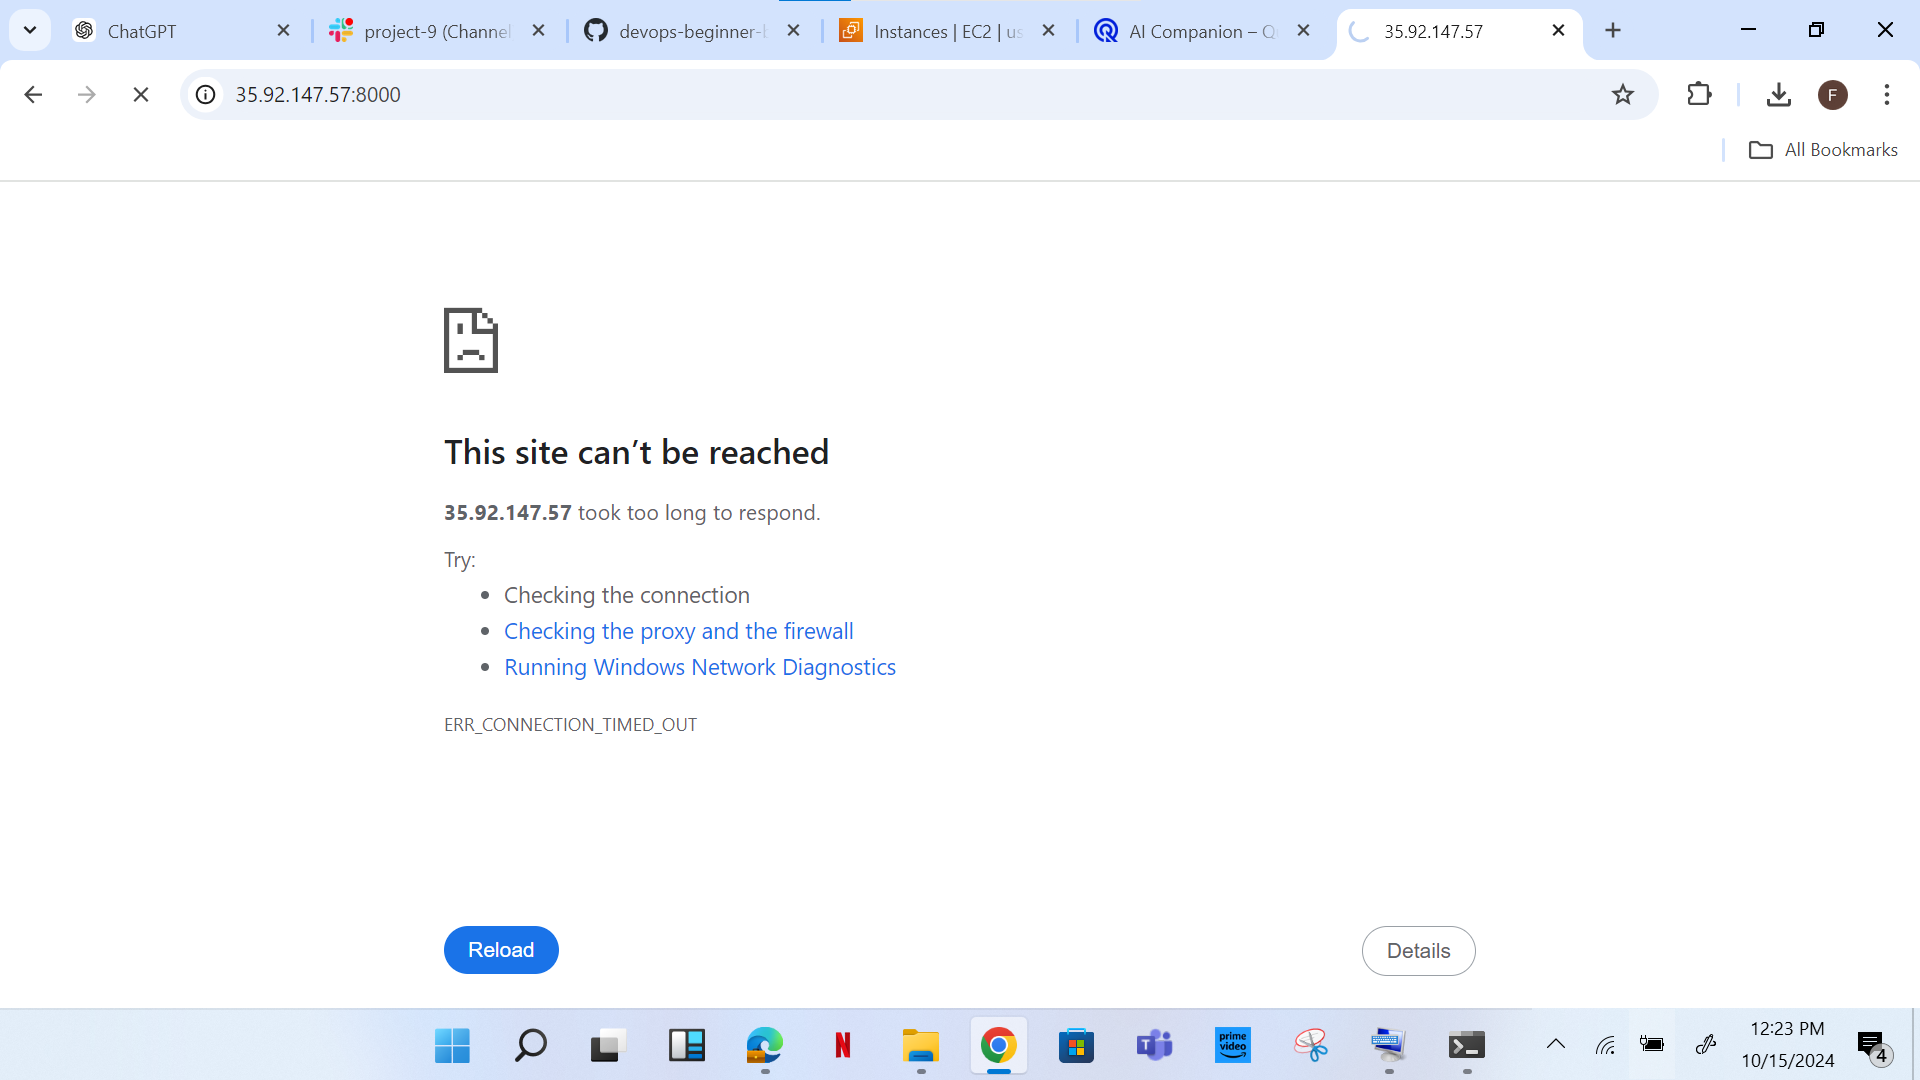 ChatGPT
project-9 (Channel
devops-beginner-b
Instances | EC2 | us
AI Companion – Qu
35.92.147.57
35.92.147.57:8000
F
All Bookmarks
This site can’t be reached
35.92.147.57 took too long to respond.
Try:
Checking the connection
Checking the proxy and the firewall
Running Windows Network Diagnostics
ERR_CONNECTION_TIMED_OUT
Reload
Details
N
T
prime
video
12:23 PM
10/15/2024
4